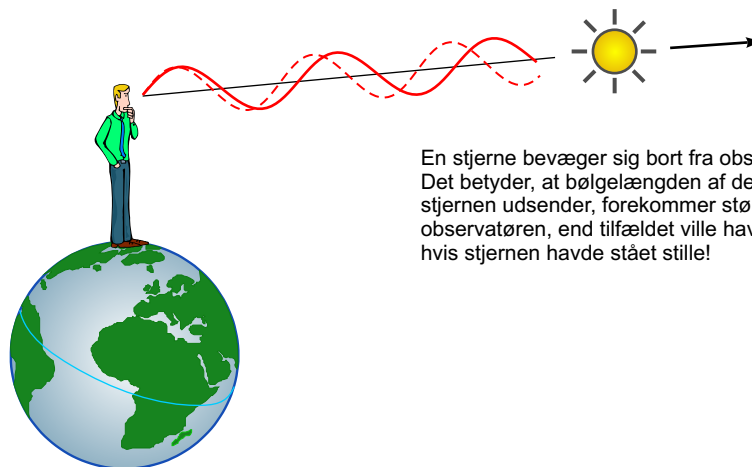 En stjerne bevæger sig bort fra obs
Det betyder, at bølgelængden af de
stjernen udsender, forekommer stø
observatøren, end tilfældet ville hav
hvis stjernen havde stået stille!